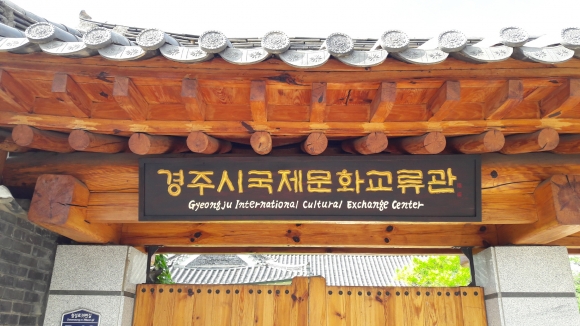 경주시국제문화교류관
Gyeongju International Cultural Exchange Center